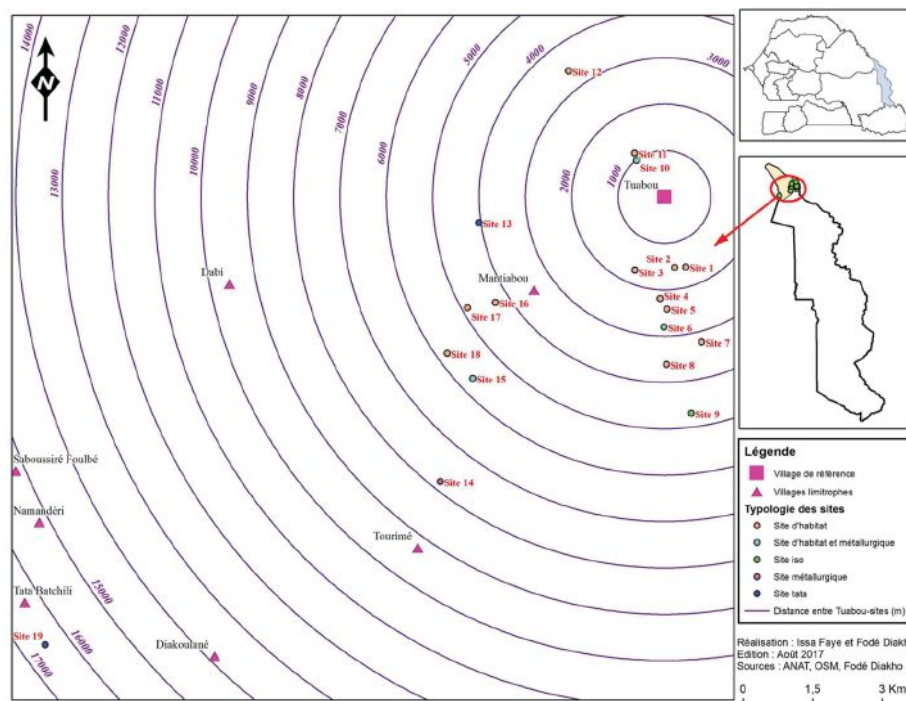 14000
12000
11600
10000
9000
8000
7000
6000
5000
4000
3000
2000
1000
13000
15000
16000
17000
N
Site 12
Site 11
Site 10
Tuabou
Site 13
Site 2
Site 1
Site 3
Dabi
Mantiabou
Site 4
Site 16
Site 5
Site 17
Site 6
Site 7
Site 18
Site 8
Site 15
Site 9
Saboussiré Foulbé
Site 14
Namandéri
Tourimé
Tata Batchili
Site 19
Diakoulané
Légende
Village de référence
Villages limitrophes
Typologie des sites
Site d'habitat
Site d'habitat et métallurgique
Site iso
Site métallurgique
Site tata
Distance entre Tuabou-sites (m)
Réalisation : Issa Faye et Fodé Diakh
Edition : Août 2017
Sources : ANAT, OSM, Fodé Diakho
0 1,5 3 Km